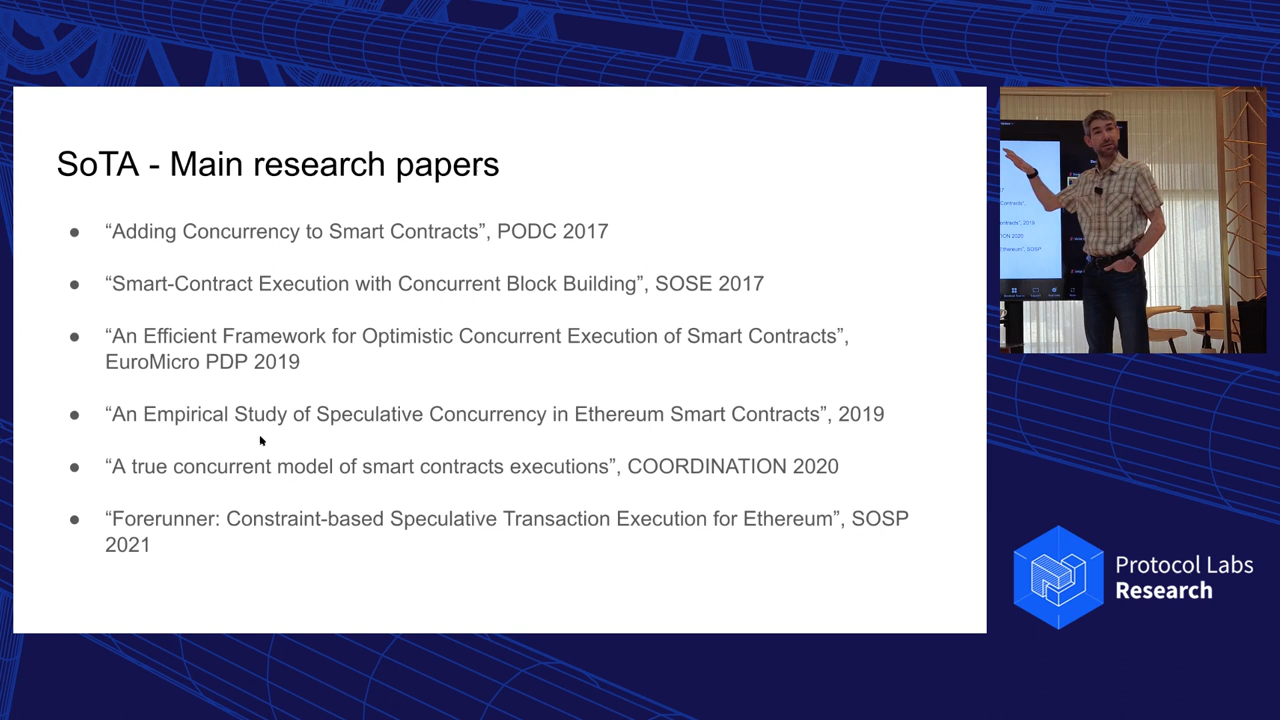 SoTA - Main research papers
● “Adding Concurrency to Smart Contracts”, PODC 2017
● “Smart-Contract Execution with Concurrent Block Building”, SOSE 2017
● “An Efficient Framework for Optimistic Concurrent Execution of Smart Contracts”,
EuroMicro PDP 2019
● “An Empirical Study of Speculative Concurrency in Ethereum Smart Contracts”, 2019
● “A true concurrent model of smart contracts executions”, COORDINATION 2020
● “Forerunner: Constraint-based Speculative Transaction Execution for Ethereum”, SOSP
2021
Protocol Labs
Research